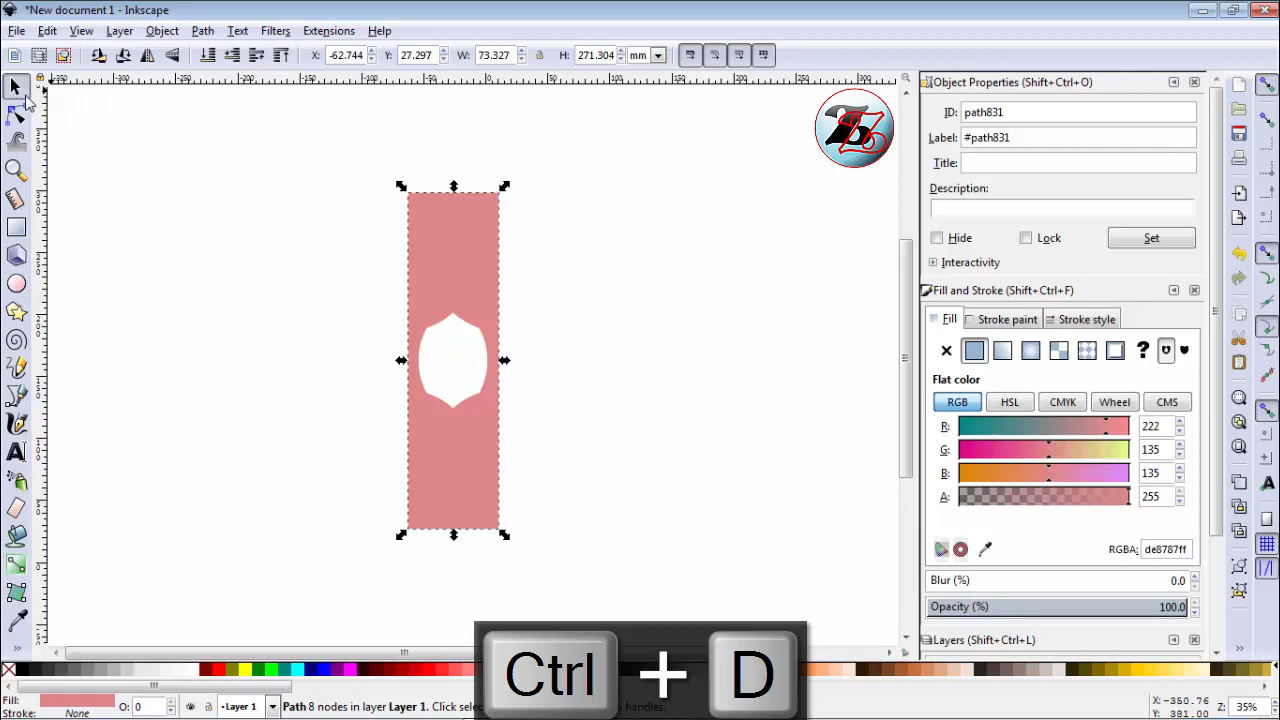 *New document 1 - Inkscape
File Edit View Layer Object Path Text Filters Extensions Help
X: -62.744 Y: 27.297 W: 73.327 H: 271.304 mm
Object Properties (Shift+Ctrl+O)
ID: path831
Label: #path831
Title:
Description:
Hide Lock Set
Interactivity
Fill and Stroke (Shift+Ctrl+F)
Fill Stroke paint Stroke style
Flat color
RGB HSL CMYK Wheel CMS
R: 222
G: 135
B: 135
A: 255
RGBA: de8787ff
Blur (%) 0.0
Opacity (%) 100.0
Layers (Shift+Ctrl+L)
Ctrl + D
Fill:
Stroke: None
O: 0
Layer 1
Path 8 nodes in layer Layer 1. Click selec
handles.
X: -350.76
Y: 381.00
Z: 35%